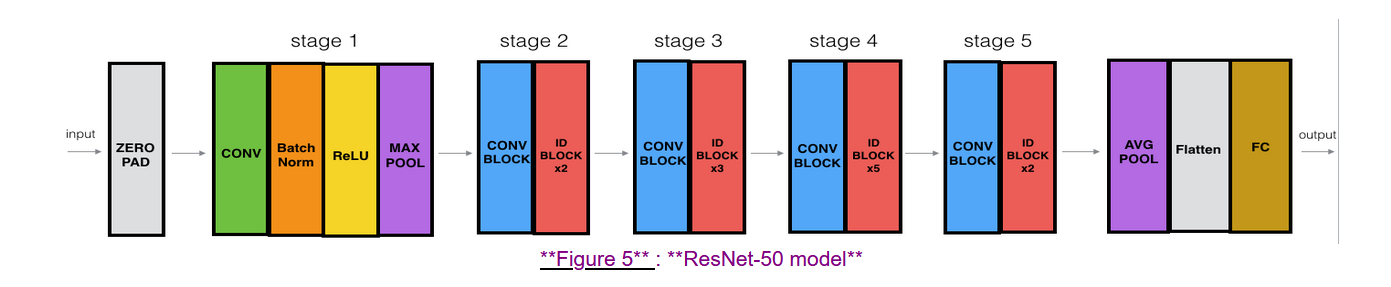 stage 1
stage 2
stage 3
stage 4
stage 5
input
ZERO
PAD
CONV
Batch
Norm
ReLU
MAX
POOL
CONV
BLOCK
ID
BLOCK
x2
CONV
BLOCK
ID
BLOCK
x3
CONV
BLOCK
ID
BLOCK
x5
CONV
BLOCK
ID
BLOCK
x2
AVG
POOL
Flatten
FC
output
**Figure 5** : **ResNet-50 model**